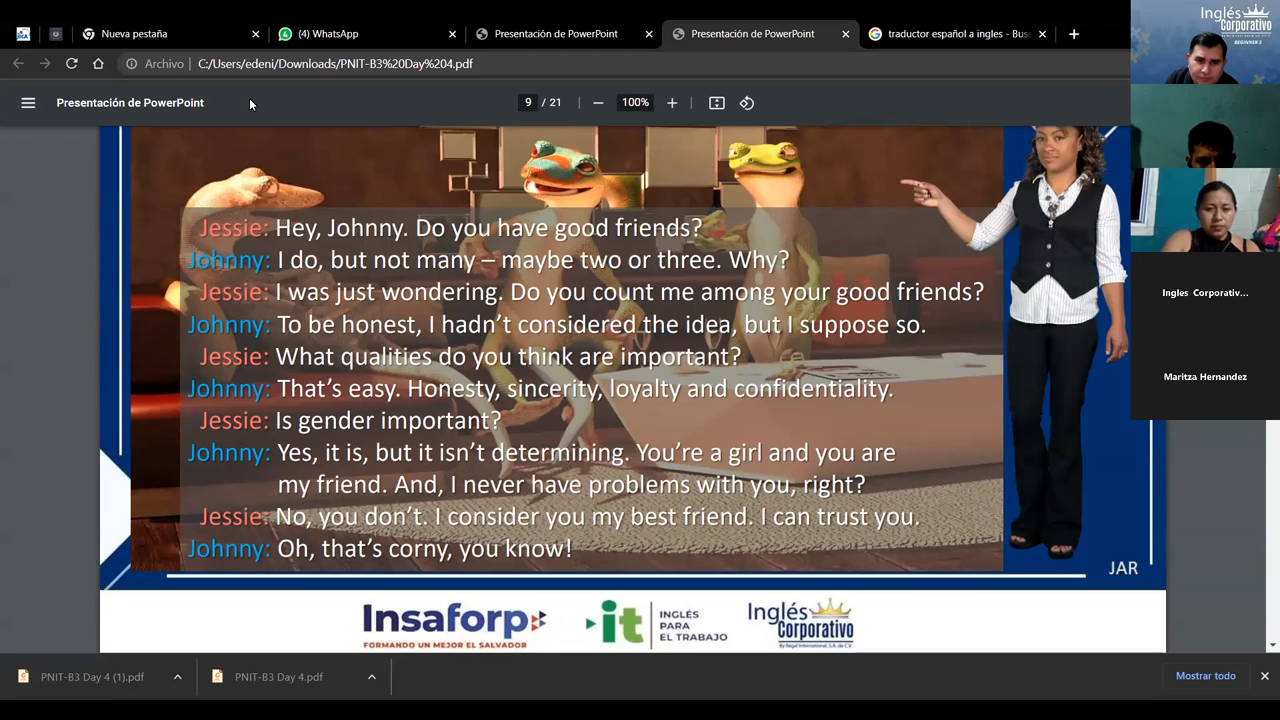 Nueva pestaña
(4) WhatsApp
Presentación de PowerPoint
Presentación de PowerPoint
traductor español a ingles - Bus
Archivo
C:/Users/edeni/Downloads/PNIT-B3%20Day%204.pdf
Presentación de PowerPoint
9 / 21
100%
Inglés
Corporativo
BEGINNER 3
Jessie: Hey, Johnny. Do you have good friends?
Johnny: I do, but not many – maybe two or three. Why?
Jessie: I was just wondering. Do you count me among your good friends?
Johnny: To be honest, I hadn't considered the idea, but I suppose so.
Jessie: What qualities do you think are important?
Johnny: That's easy. Honesty, sincerity, loyalty and confidentiality.
Jessie: Is gender important?
Johnny: Yes, it is, but it isn't determining. You're a girl and you are
my friend. And, I never have problems with you, right?
Jessie: No, you don't. I consider you my best friend. I can trust you.
Johnny: Oh, that's corny, you know!
JAR
Ingles Corporativ...
Maritza Hernandez
Insaforp
FORMANDO UN MEJOR EL SALVADOR
it
INGLÉS
PARA
EL TRABAJO
Inglés
Corporativo
By Regal International, S.A. de C.V.
PNIT-B3 Day 4 (1).pdf
PNIT-B3 Day 4.pdf
Mostrar todo